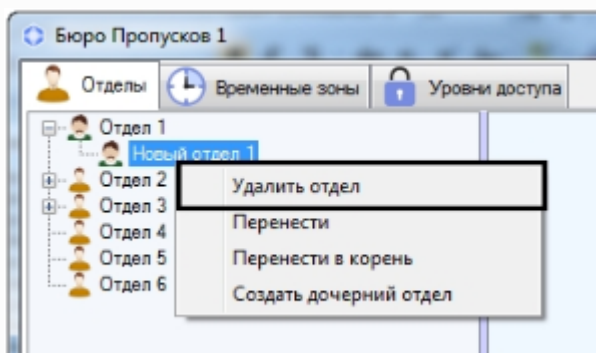 Бюро Пропусков 1
Отделы Временные зоны Уровни доступа
Отдел 1
Новый отдел 1
Отдел 2
Удалить отдел
Отдел 3
Перенести
Отдел 4
Перенести в корень
Отдел 5
Создать дочерний отдел
Отдел 6